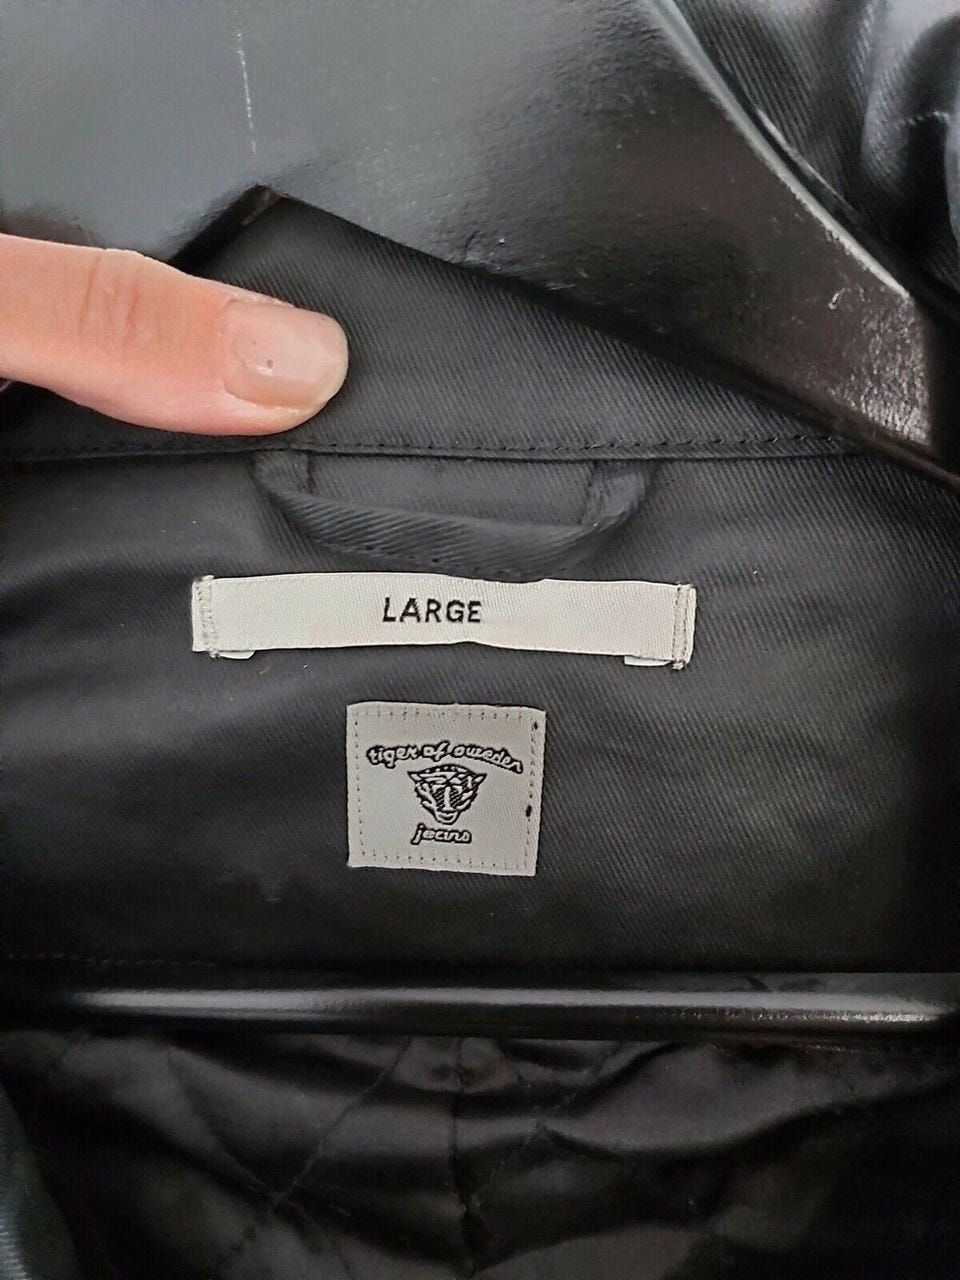 LARGE
tiger of sweden
jeans